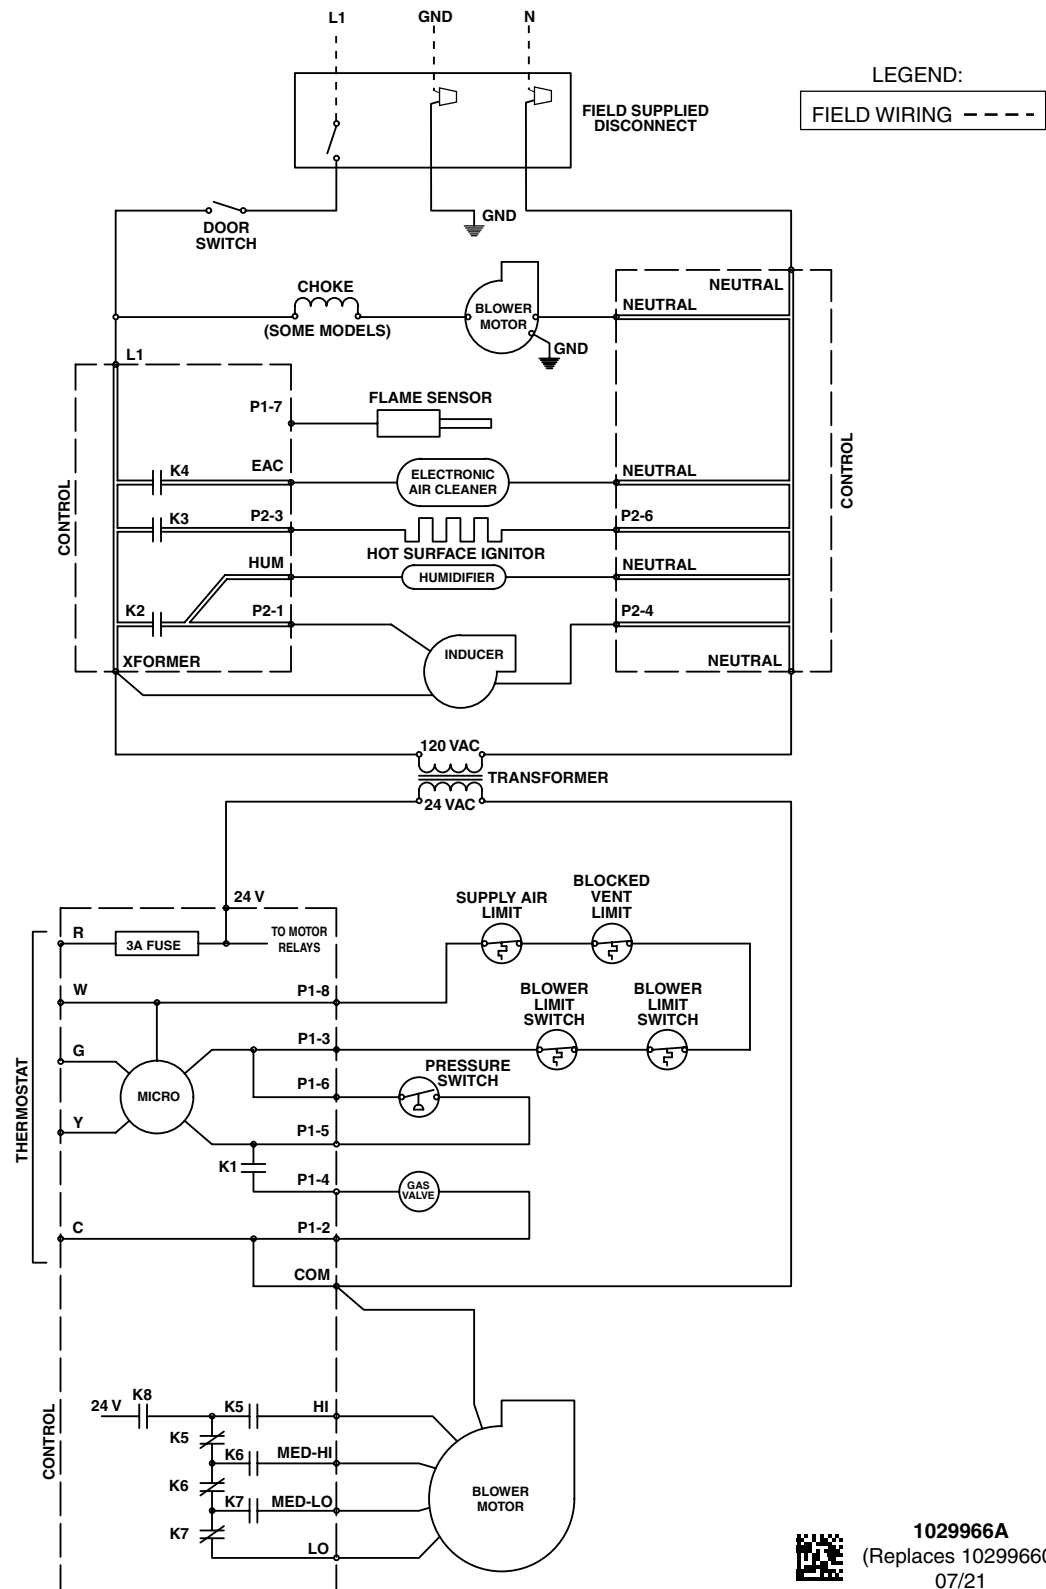 L1
GND
N
LEGEND:
FIELD WIRING
FIELD SUPPLIED
DISCONNECT
DOOR
SWITCH
GND
NEUTRAL
CHOKE
(SOME MODELS)
BLOWER
MOTOR
NEUTRAL
GND
L1
P1-7
FLAME SENSOR
CONTROL
CONTROL
K4
EAC
ELECTRONIC
AIR CLEANER
NEUTRAL
K3
P2-3
HOT SURFACE IGNITOR
P2-6
HUM
HUMIDIFIER
NEUTRAL
K2
P2-1
P2-4
XFORMER
INDUCER
NEUTRAL
120 VAC
TRANSFORMER
24 VAC
24 V
R
3A FUSE
TO MOTOR
RELAYS
SUPPLY AIR
LIMIT
BLOCKED
VENT
LIMIT
W
P1-8
BLOWER
LIMIT
SWITCH
BLOWER
LIMIT
SWITCH
G
P1-3
MICRO
P1-6
PRESSURE
SWITCH
THERMOSTAT
Y
P1-5
K1
P1-4
GAS
VALVE
C
P1-2
COM
CONTROL
24 V
K8
K5
HI
K5
K6
MED-HI
K6
K7
MED-LO
K7
LO
BLOWER
MOTOR
1029966A
(Replaces 1029966
07/21